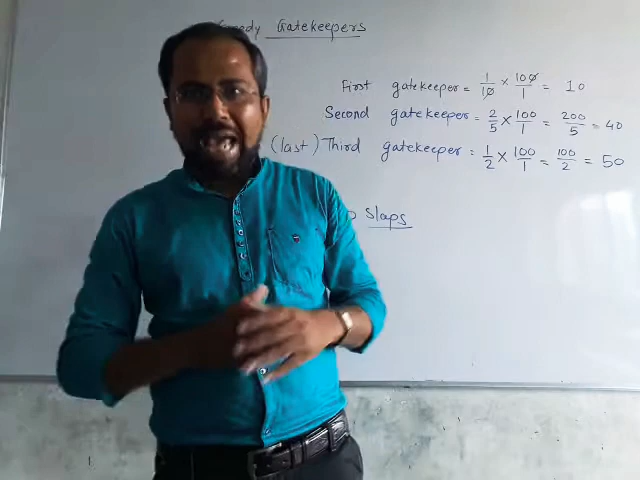 Gatekeepers
First gatekeeper = 1/10 × 100/1 = 10
Second gatekeeper = 2/5 × 100/1 = 200/5 = 40
(last) Third gatekeeper = 1/2 × 100/1 = 100/2 = 50
slaps